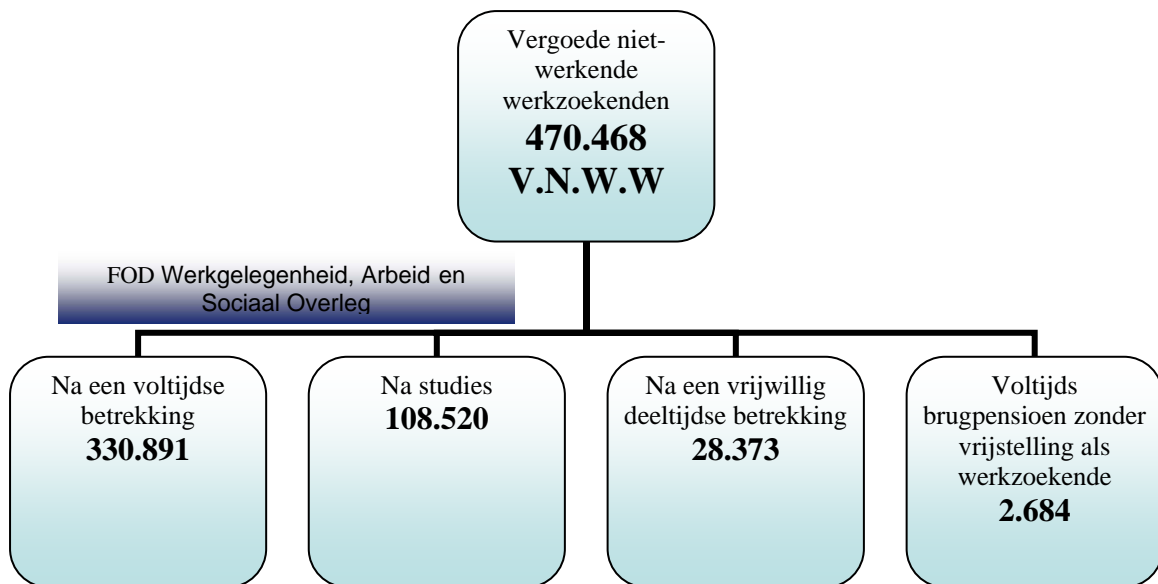 Vergoede niet-
werkende
werkzoekenden
470.468
V.N.W.W
FOD Werkgelegenheid, Arbeid en
Sociaal Overleg
Na een voltijdse
betrekking
330.891
Na studies
108.520
Na een vrijwillig
deeltijdse betrekking
28.373
Voltijds
brugpensioen zonder
vrijstelling als
werkzoekende
2.684